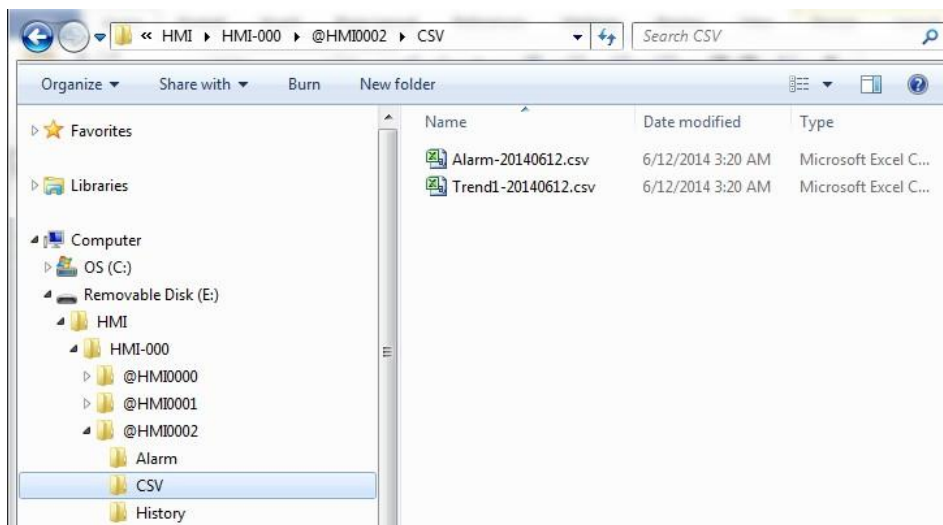 « HMI ▸ HMI-000 ▸ @HMI0002 ▸ CSV
Search CSV
Organize ▾ Share with ▾ Burn New folder
Favorites
Libraries
Computer
OS (C:)
Removable Disk (E:)
HMI
HMI-000
@HMI0000
@HMI0001
@HMI0002
Alarm
CSV
History
Name Date modified Type
Alarm-20140612.csv 6/12/2014 3:20 AM Microsoft Excel C...
Trend1-20140612.csv 6/12/2014 3:20 AM Microsoft Excel C...